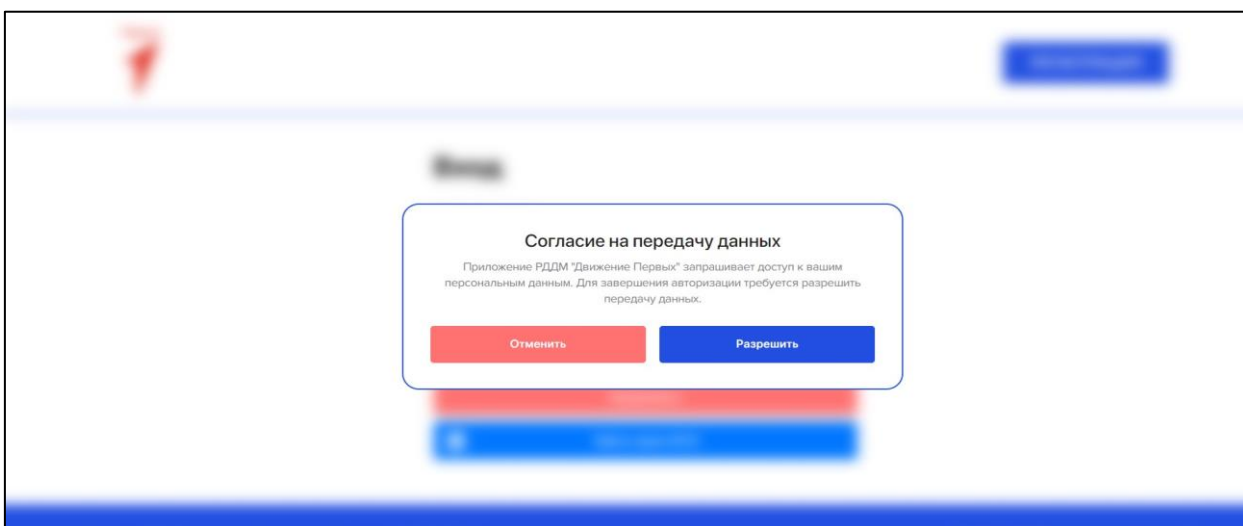 Вход
Согласие на передачу данных
Приложение РДДМ "Движение Первых" запрашивает доступ к вашим
персональным данным. Для завершения авторизации требуется разрешить
передачу данных.
Отменить
Разрешить